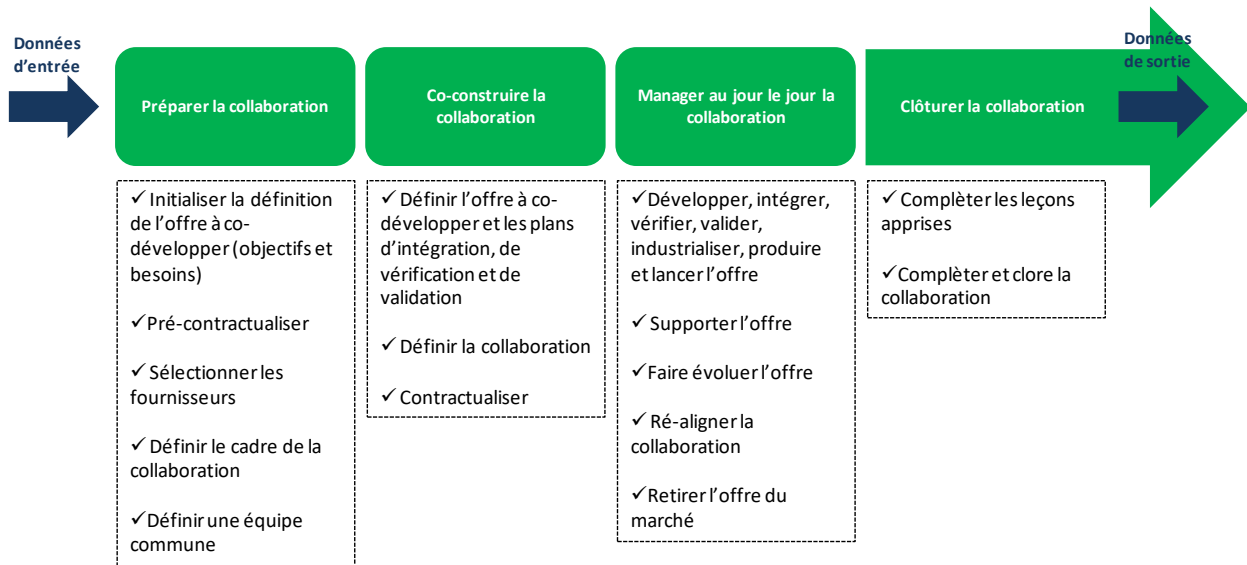 Données
d'entrée
Préparer la collaboration
Co-construire la
collaboration
Manager au jour le jour la
collaboration
Clôturer la collaboration
Données
de sortie
✓ Initialiser la définition
de l'offre à co-
développer (objectifs et
besoins)
✓ Pré-contractualiser
✓ Sélectionner les
fournisseurs
✓ Définir le cadre de la
collaboration
✓ Définir une équipe
commune
✓ Définir l'offre à co-
développer et les plans
d'intégration, de
vérification et de
validation
✓ Définir la collaboration
✓ Contractualiser
✓ Développer, intégrer,
vérifier, valider,
industrialiser, produire
et lancer l'offre
✓ Supporter l'offre
✓ Faire évoluer l'offre
✓ Ré-aligner la
collaboration
✓ Retirer l'offre du
marché
✓ Complèter les leçons
apprises
✓ Complèter et clore la
collaboration